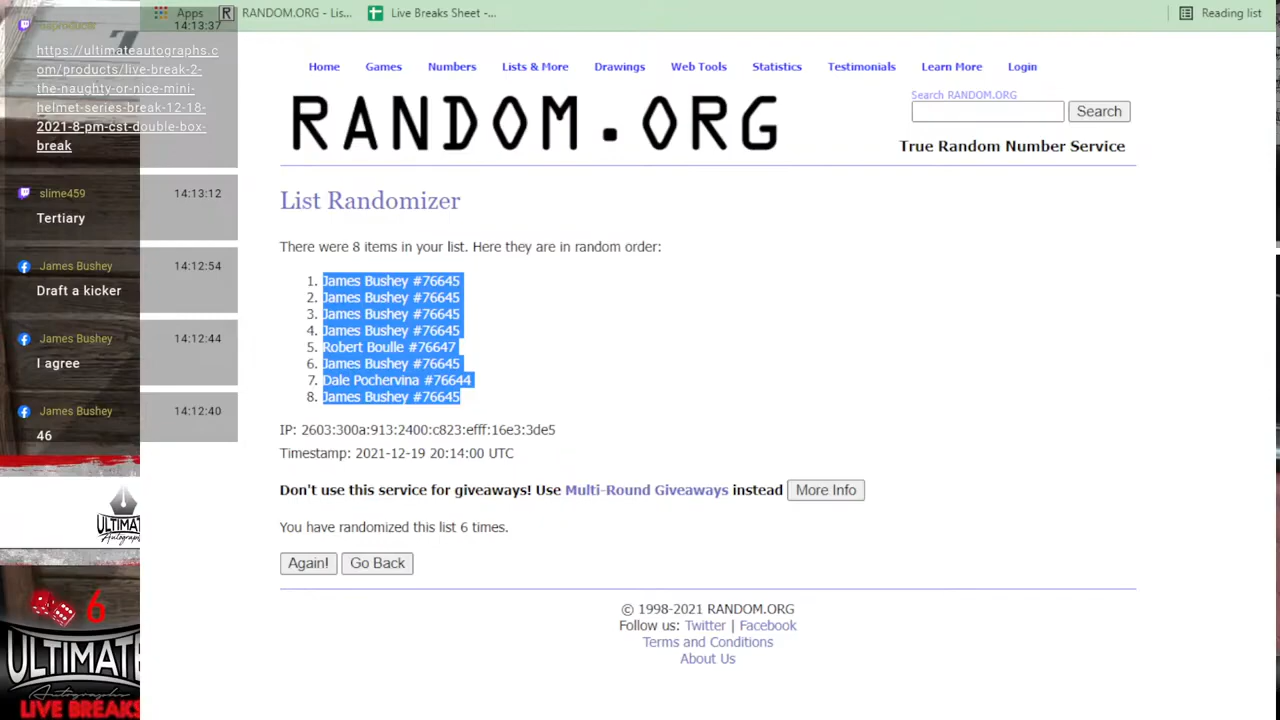 Apps
RANDOM.ORG - Lis...
Live Breaks Sheet -...
Reading list
14:13:37
https://ultimateautographs.c
om/products/live-break-2-
the-naughty-or-nice-mini-
helmet-series-break-12-18-
2021-8-pm-cst-double-box-
break
slime459
14:13:12
Tertiary
James Bushey
14:12:54
Draft a kicker
James Bushey
14:12:44
I agree
James Bushey
14:12:40
46
ULTIMATE
Autographs
6
ULTIMATE
Autographs
LIVE BREAKS
Home
Games
Numbers
Lists & More
Drawings
Web Tools
Statistics
Testimonials
Learn More
Login
RANDOM.ORG
Search RANDOM.ORG
Search
True Random Number Service
List Randomizer
There were 8 items in your list. Here they are in random order:
1. James Bushey #76645
2. James Bushey #76645
3. James Bushey #76645
4. James Bushey #76645
5. Robert Boulle #76647
6. James Bushey #76645
7. Dale Pochervina #76644
8. James Bushey #76645
IP: 2603:300a:913:2400:c823:efff:16e3:3de5
Timestamp: 2021-12-19 20:14:00 UTC
Don't use this service for giveaways! Use Multi-Round Giveaways instead
More Info
You have randomized this list 6 times.
Again!
Go Back
© 1998-2021 RANDOM.ORG
Follow us: Twitter | Facebook
Terms and Conditions
About Us